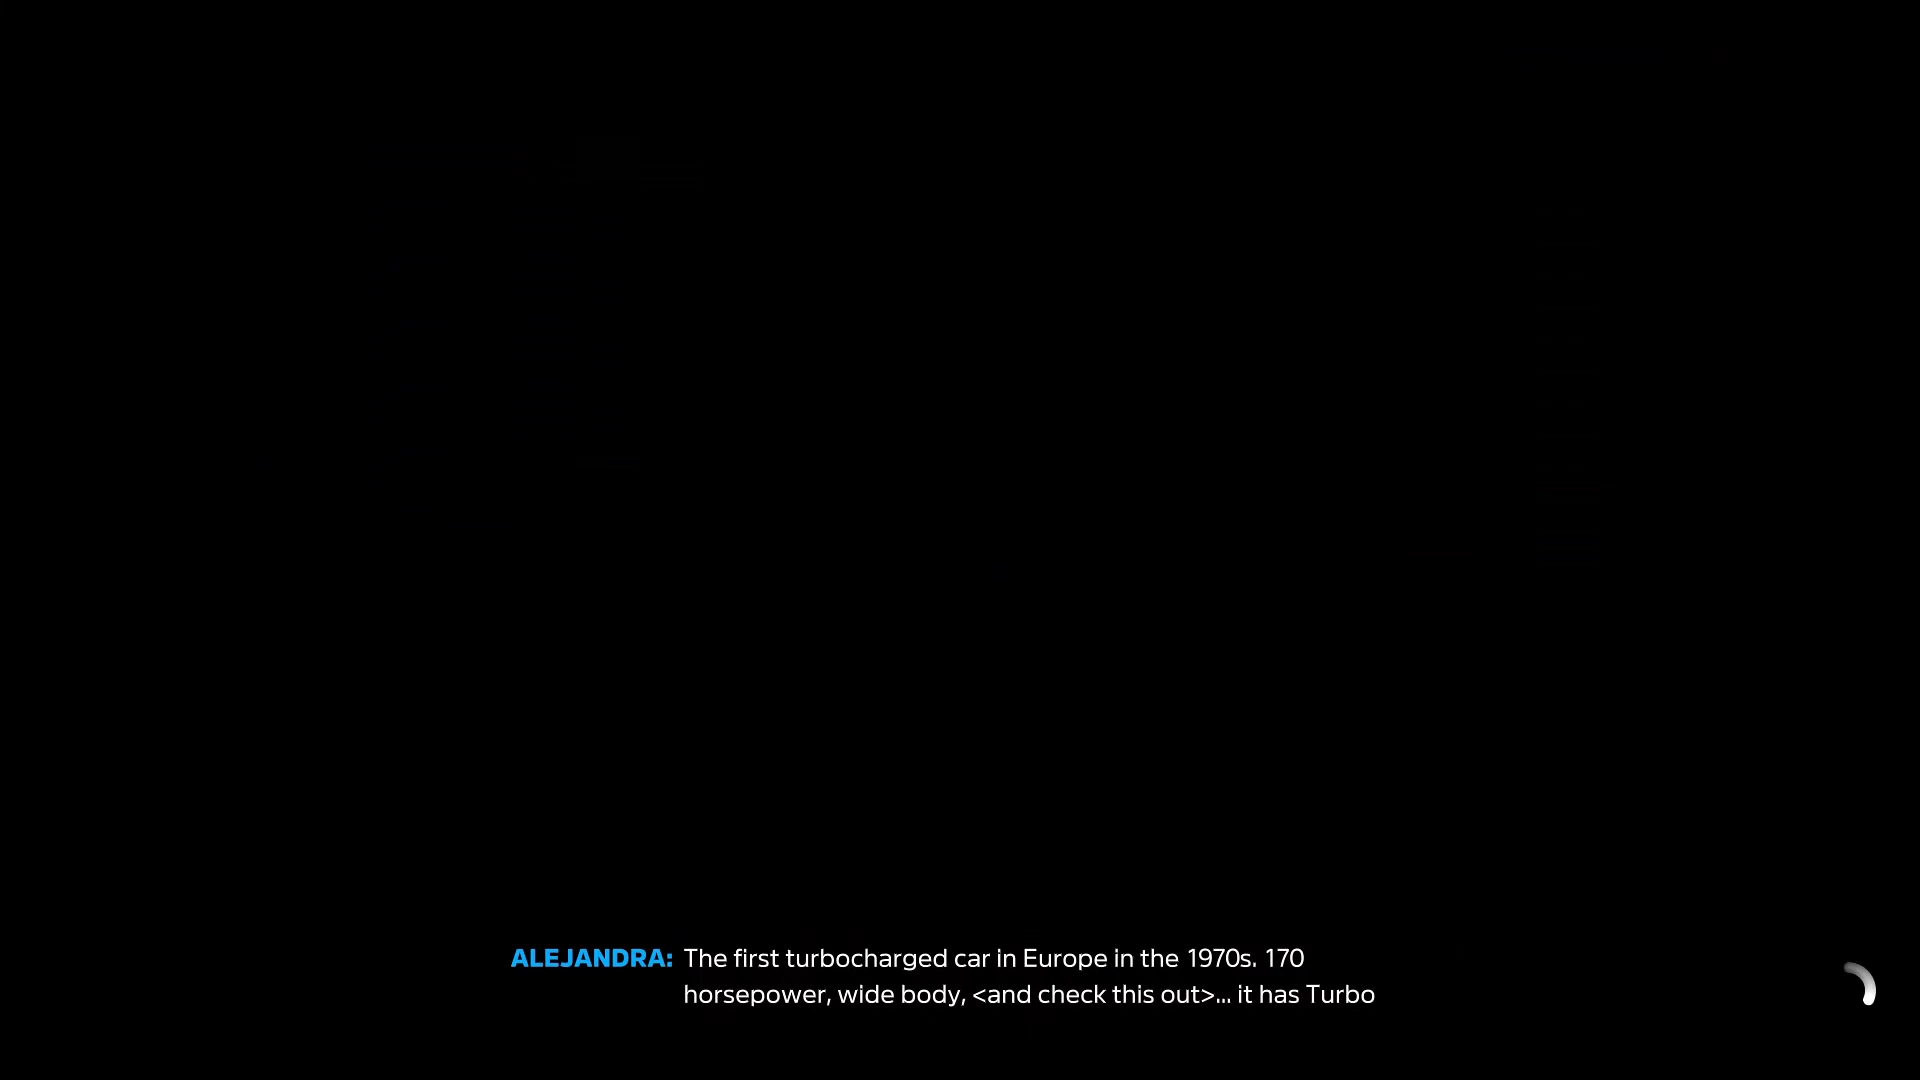 ALEJANDRA: The first turbocharged car in Europe in the 1970s. 170
horsepower, wide body, <and check this out>... it has Turbo